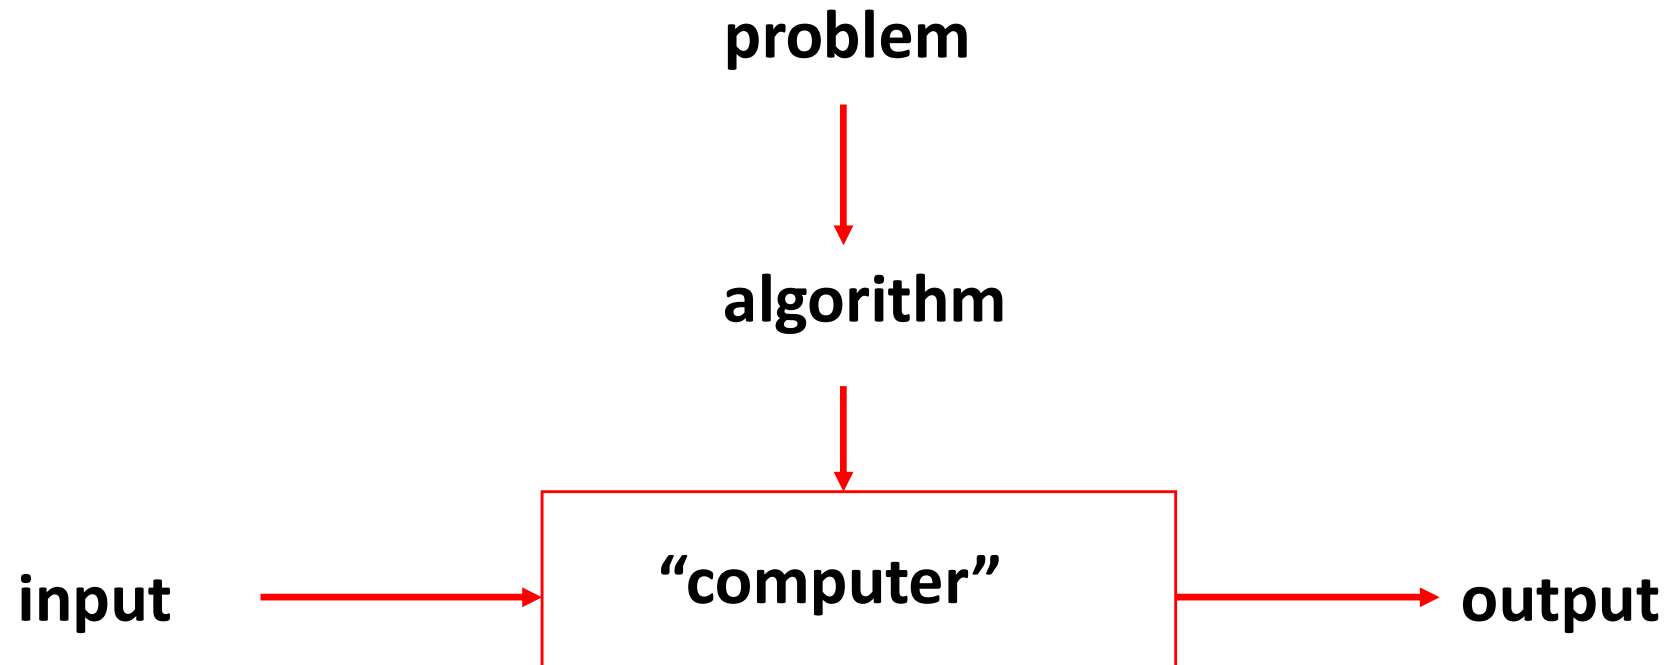 problem
algorithm
“computer”
input
output